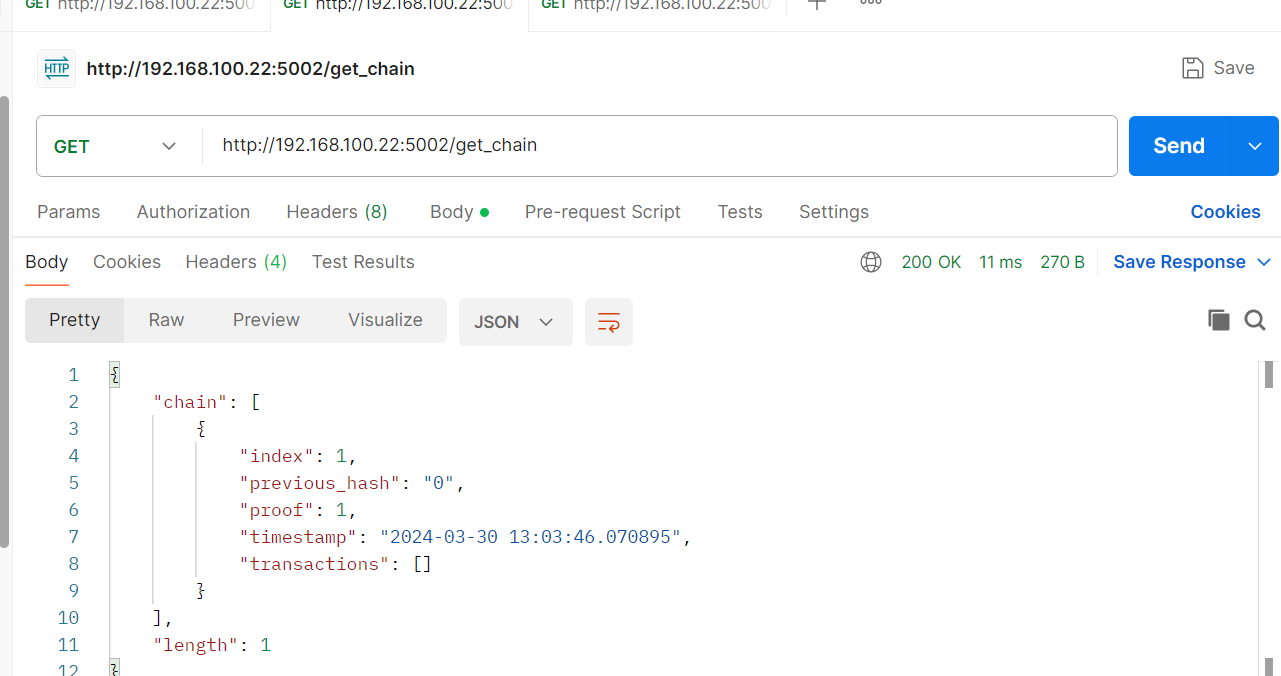 GET http://192.168.100.22:500 GET http://192.168.100.22:500 GET http://192.168.100.22:500
HTTP http://192.168.100.22:5002/get_chain Save
GET http://192.168.100.22:5002/get_chain Send
Params Authorization Headers (8) Body Pre-request Script Tests Settings Cookies
Body Cookies Headers (4) Test Results 200 OK 11 ms 270 B Save Response
Pretty Raw Preview Visualize JSON
1 {
2 "chain": [
3 {
4 "index": 1,
5 "previous_hash": "0",
6 "proof": 1,
7 "timestamp": "2024-03-30 13:03:46.070895",
8 "transactions": []
9 }
10 ],
11 "length": 1
12 }